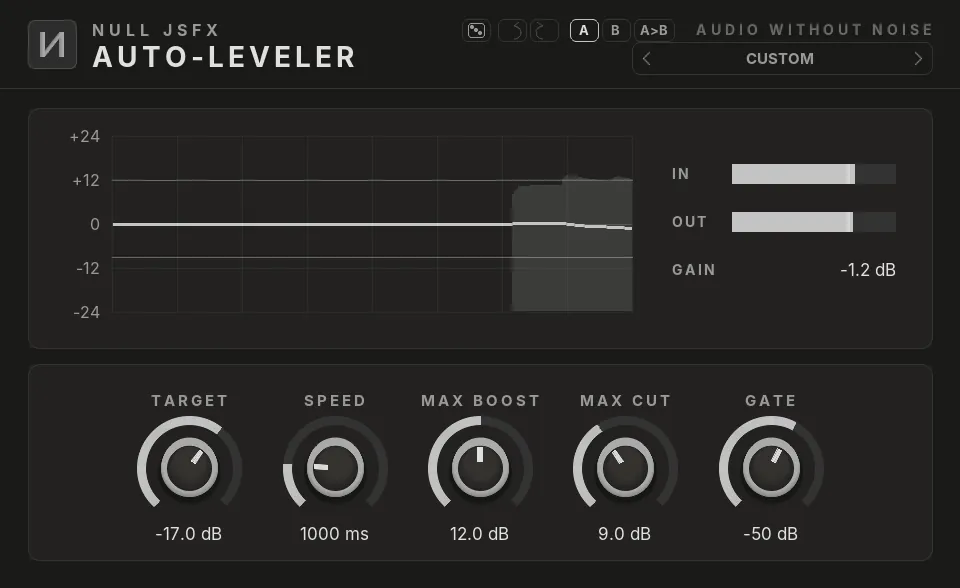 NULL JSFX
AUTO-LEVELER
A B A>B AUDIO WITHOUT NOISE
CUSTOM
+24
+12
0
-12
-24
IN
OUT
GAIN -1.2 dB
TARGET SPEED MAX BOOST MAX CUT GATE
-17.0 dB 1000 ms 12.0 dB 9.0 dB -50 dB